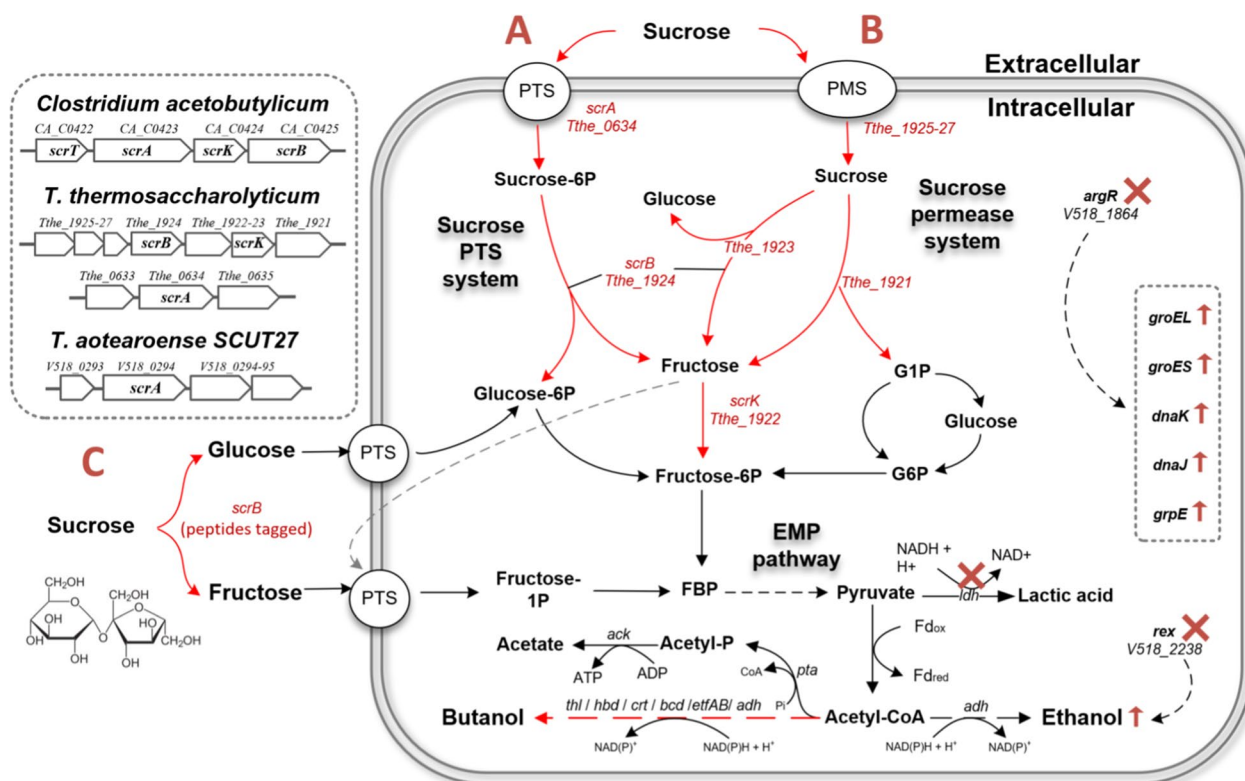 A
Sucrose
B
Extracellular
Intracellular
PTS
PMS
scrA
Tthe_0634
Tthe_1925-27
Clostridium acetobutylicum
CA_C0422 CA_C0423 CA_C0424 CA_C0425
scrT scrA scrK scrB
T. thermosaccharolyticum
Tthe_1925-27 Tthe_1924 Tthe_1922-23 Tthe_1921
scrB scrK
Tthe_0633 Tthe_0634 Tthe_0635
scrA
T. aotearoense SCUT27
V518_0293 V518_0294 V518_0294-95
scrA
Sucrose-6P
Sucrose
Glucose
Sucrose
PTS
system
Sucrose
permease
system
scrB
Tthe_1924
Tthe_1923
Tthe_1921
argR
V518_1864
groEL
groES
dnaK
dnaJ
grpE
Fructose
Glucose-6P
G1P
Glucose
G6P
scrK
Tthe_1922
Fructose-6P
C
Glucose
PTS
Sucrose
scrB
(peptides tagged)
Fructose
PTS
CH₂OH
O
H
OH
HO
OH
O
CH₂OH
O
OH
CH₂OH
OH
Fructose-
1P
FBP
EMP
pathway
Pyruvate
NADH +
H+
NAD+
ldh
Lactic acid
Fdox
Fdred
Acetate
ack
Acetyl-P
ATP
ADP
CoA
pta
Pi
Butanol
thl / hbd / crt / bcd /etfAB/ adh
NAD(P)⁺
NAD(P)H + H⁺
Acetyl-CoA
adh
NAD(P)H + H⁺
NAD(P)⁺
Ethanol
rex
V518_2238